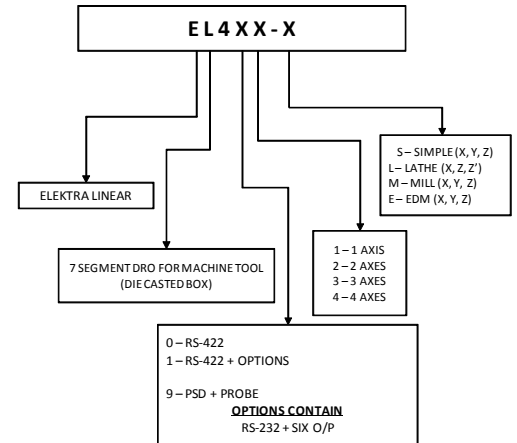 EL4XX-X
S – SIMPLE (X, Y, Z)
L – LATHE (X, Z, Z')
M – MILL (X, Y, Z)
E – EDM (X, Y, Z)
ELEKTRA LINEAR
7 SEGMENT DRO FOR MACHINE TOOL
(DIE CASTED BOX)
1 – 1 AXIS
2 – 2 AXES
3 – 3 AXES
4 – 4 AXES
0 – RS-422
1 – RS-422 + OPTIONS
9 – PSD + PROBE
OPTIONS CONTAIN
RS-232 + SIX O/P